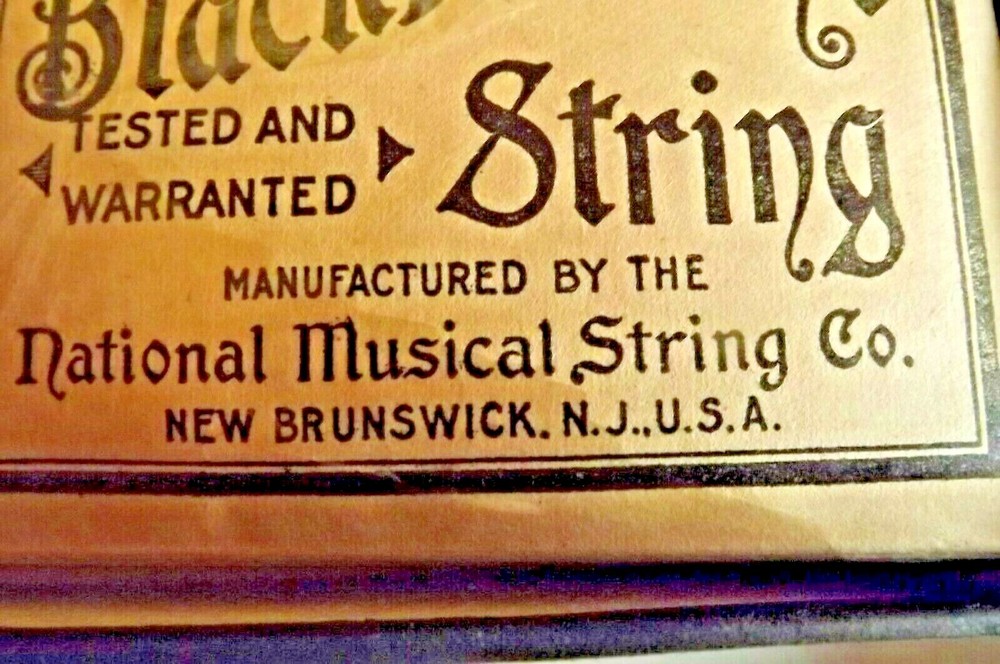 TESTED AND
WARRANTED
String
MANUFACTURED BY THE
National Musical String Co.
NEW BRUNSWICK. N.J., U.S.A.